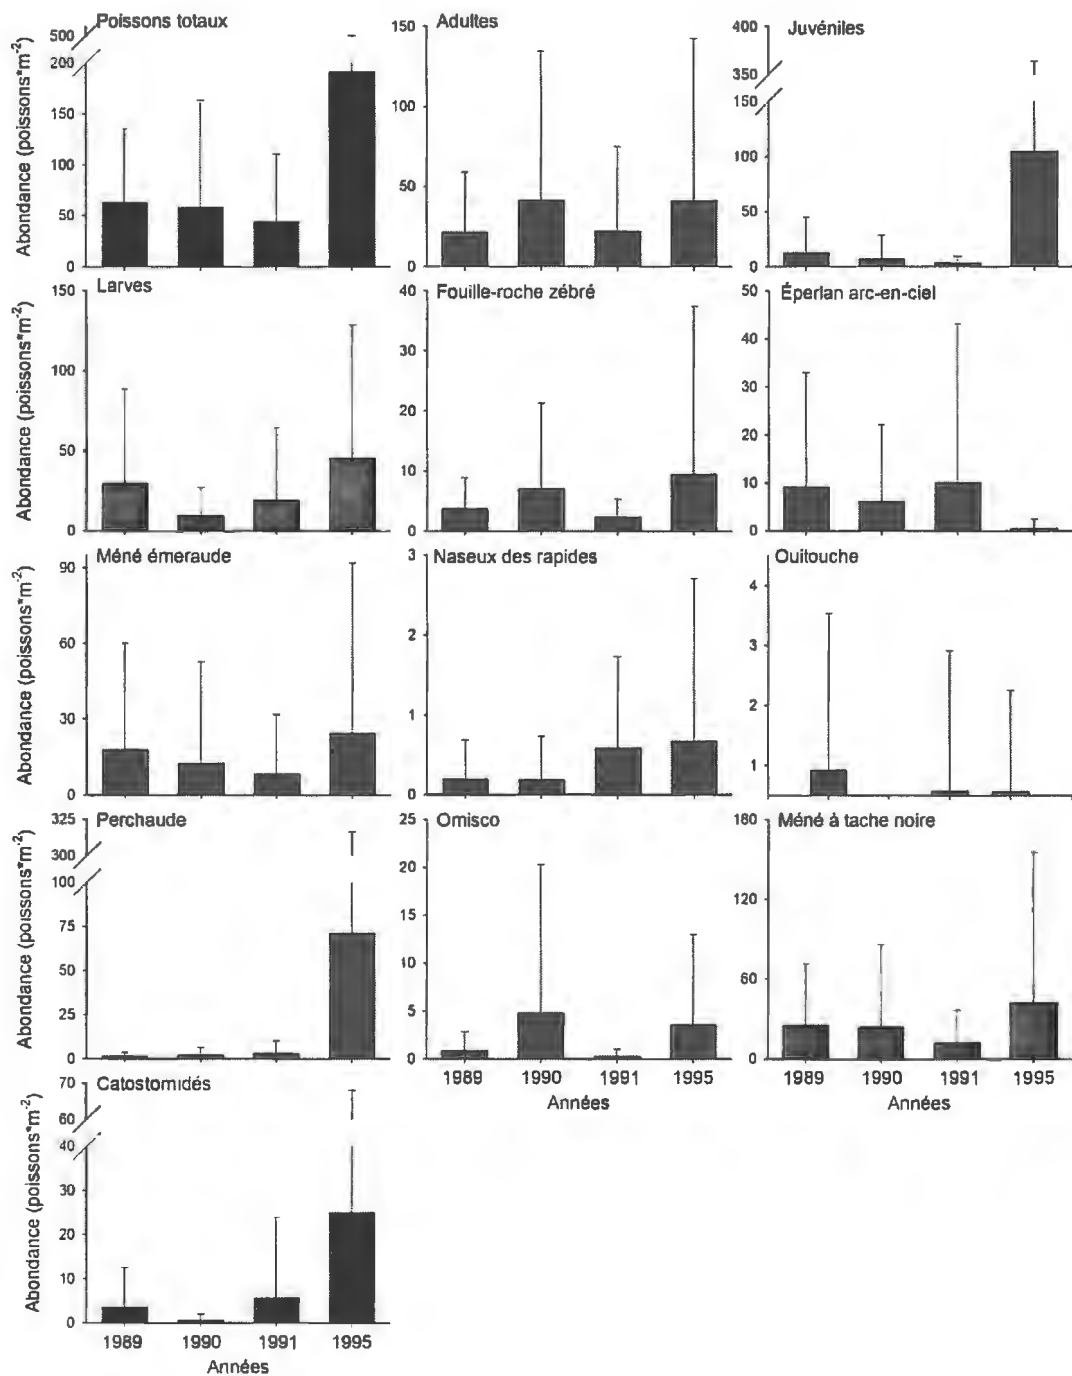 Poissons totaux
Adultes
Juvéniles
Abondance (poissons*m-2)
500
200
150
100
50
0
150
100
50
0
400
350
150
100
50
0
Larves
Fouille-roche zébré
Éperlan arc-en-ciel
Abondance (poissons*m-2)
150
100
50
0
40
30
20
10
0
50
40
30
20
10
0
Méné émeraude
Naseux des rapides
Ouitouche
Abondance (poissons*m-2)
90
60
30
0
3
2
1
0
4
3
2
1
Perchaude
Omisco
Méné à tache noire
Abondance (poissons*m-2)
325
300
100
75
50
25
0
25
20
15
10
5
0
180
120
60
0
1989 1990 1991 1995
Années
1989 1990 1991 1995
Années
Catostomidés
Abondance (poissons*m-2)
70
60
40
30
20
10
0
1989 1990 1991 1995
Années